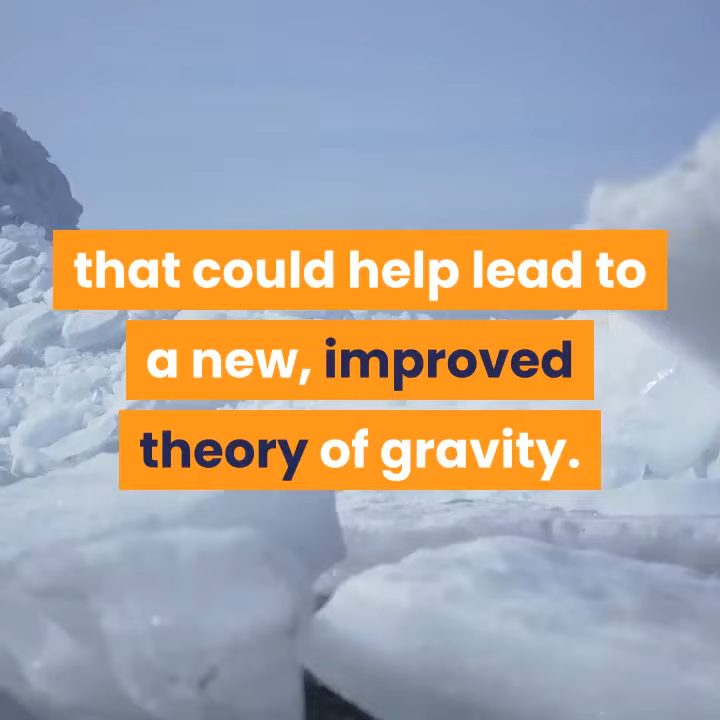 that could help lead to
a new, improved
theory of gravity.